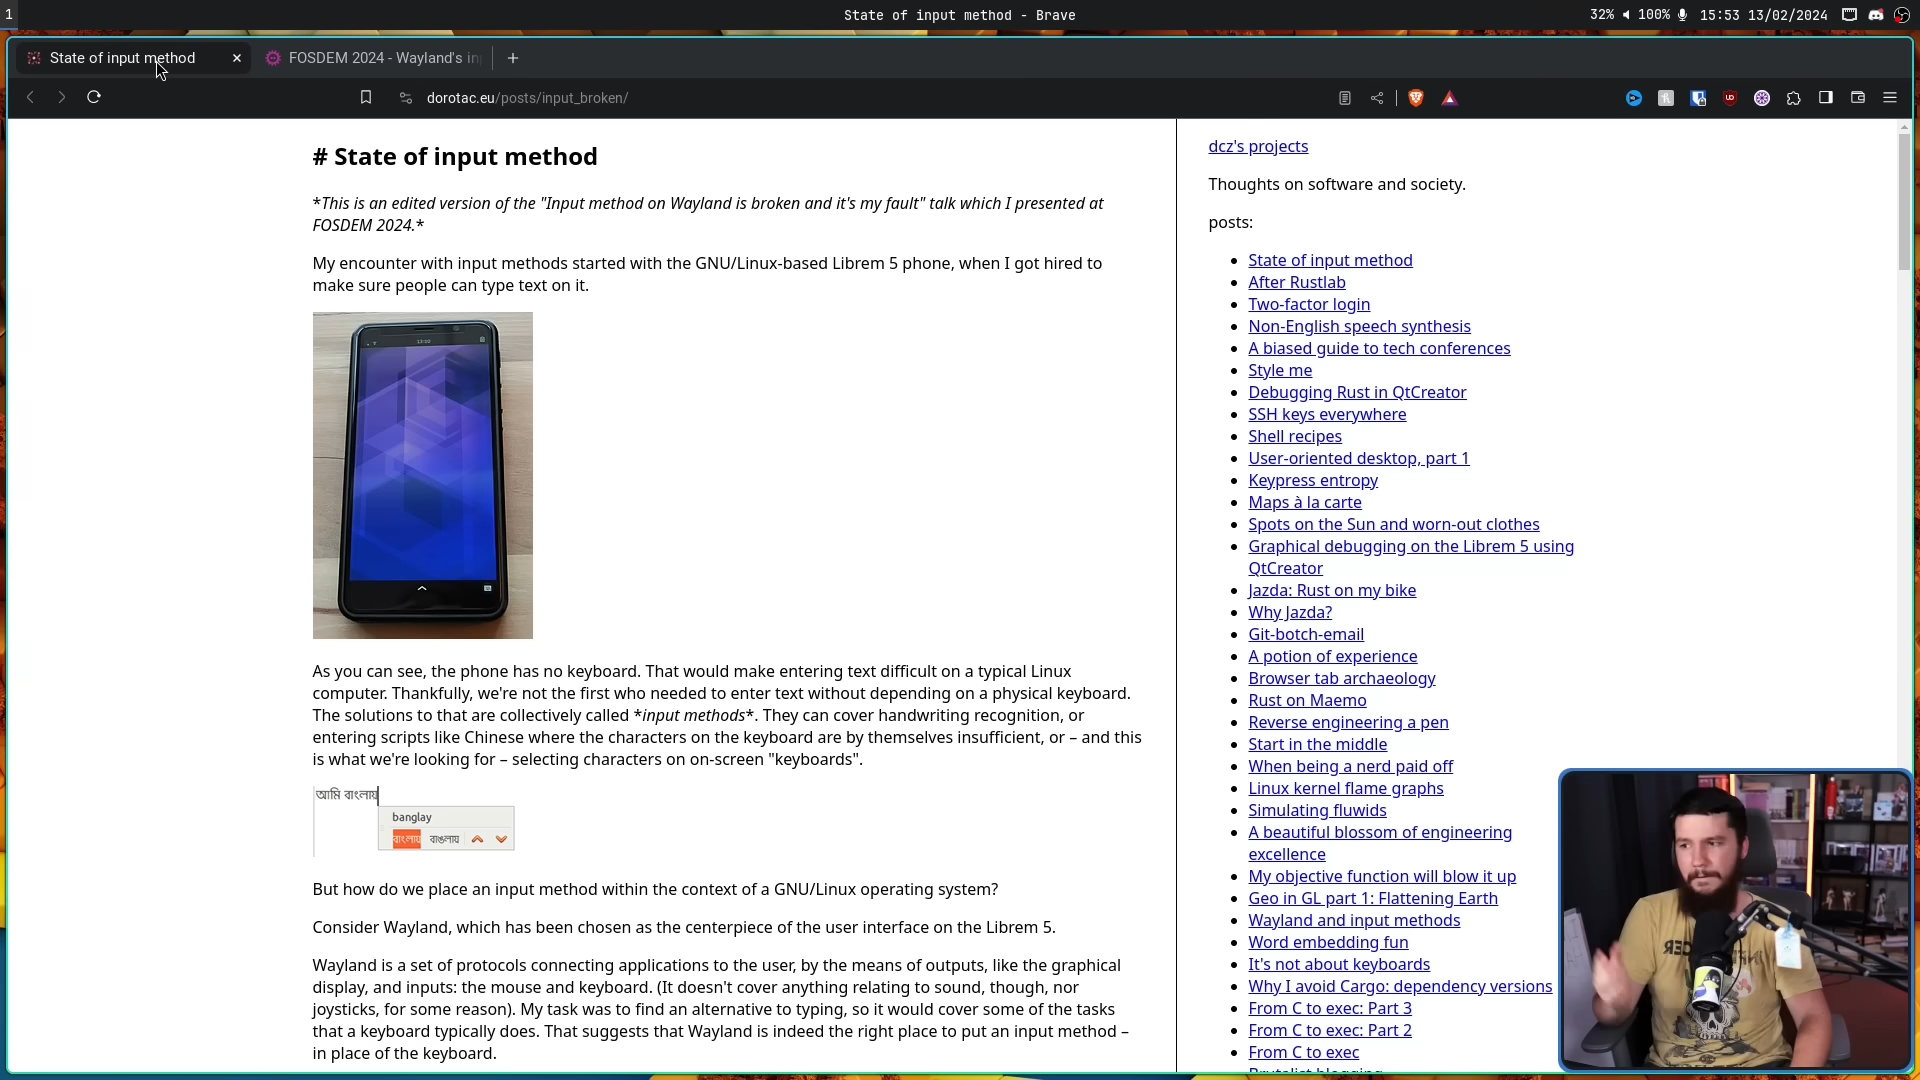 1
State of input method - Brave
32% 100% 15:53 13/02/2024
State of input method
FOSDEM 2024 - Wayland's in
dorotac.eu/posts/input_broken/
# State of input method
*This is an edited version of the "Input method on Wayland is broken and it's my fault" talk which I presented at
FOSDEM 2024.*
My encounter with input methods started with the GNU/Linux-based Librem 5 phone, when I got hired to
make sure people can type text on it.
As you can see, the phone has no keyboard. That would make entering text difficult on a typical Linux
computer. Thankfully, we're not the first who needed to enter text without depending on a physical keyboard.
The solutions to that are collectively called *input methods*. They can cover handwriting recognition, or
entering scripts like Chinese where the characters on the keyboard are by themselves insufficient, or – and this
is what we're looking for – selecting characters on on-screen "keyboards".
আমি বাংলায়
banglay
বাংলায় বাঙলায়
But how do we place an input method within the context of a GNU/Linux operating system?
Consider Wayland, which has been chosen as the centerpiece of the user interface on the Librem 5.
Wayland is a set of protocols connecting applications to the user, by the means of outputs, like the graphical
display, and inputs: the mouse and keyboard. (It doesn't cover anything relating to sound, though, nor
joysticks, for some reason). My task was to find an alternative to typing, so it would cover some of the tasks
that a keyboard typically does. That suggests that Wayland is indeed the right place to put an input method –
in place of the keyboard.
dcz's projects
Thoughts on software and society.
posts:
State of input method
After Rustlab
Two-factor login
Non-English speech synthesis
A biased guide to tech conferences
Style me
Debugging Rust in QtCreator
SSH keys everywhere
Shell recipes
User-oriented desktop, part 1
Keypress entropy
Maps à la carte
Spots on the Sun and worn-out clothes
Graphical debugging on the Librem 5 using
QtCreator
Jazda: Rust on my bike
Why Jazda?
Git-botch-email
A potion of experience
Browser tab archaeology
Rust on Maemo
Reverse engineering a pen
Start in the middle
When being a nerd paid off
Linux kernel flame graphs
Simulating fluwids
A beautiful blossom of engineering
excellence
My objective function will blow it up
Geo in GL part 1: Flattening Earth
Wayland and input methods
Word embedding fun
It's not about keyboards
Why I avoid Cargo: dependency versions
From C to exec: Part 3
From C to exec: Part 2
From C to exec